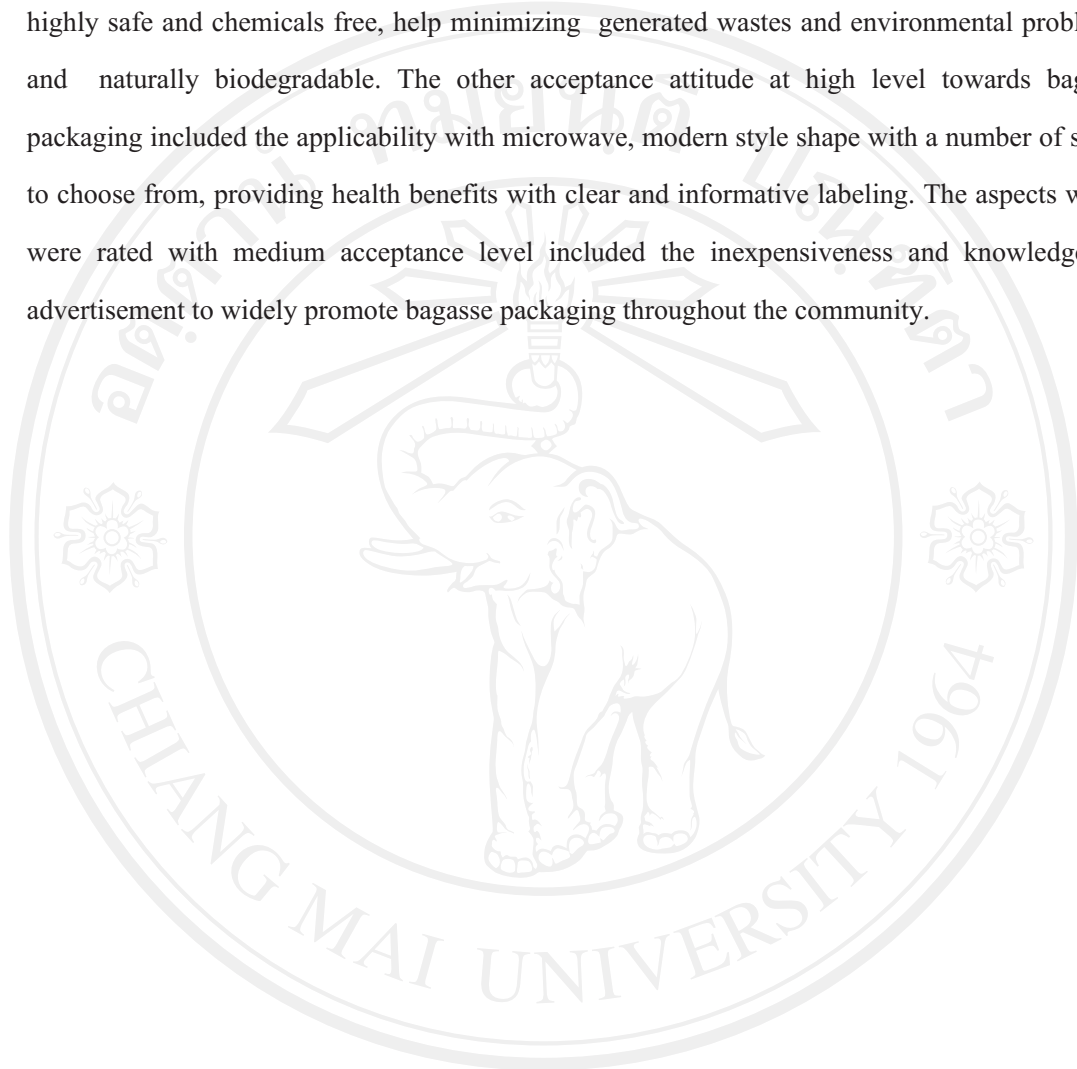 highly safe and chemicals free, help minimizing generated wastes and environmental
and naturally biodegradable. The other acceptance attitude at high level towards
packaging included the applicability with microwave, modern style shape with a number of
to choose from, providing health benefits with clear and informative labeling. The aspects
were rated with medium acceptance level included the inexpensiveness and
advertisement to widely promote bagasse packaging throughout the community.
CHIANG MAI UNIVERSITY 1964